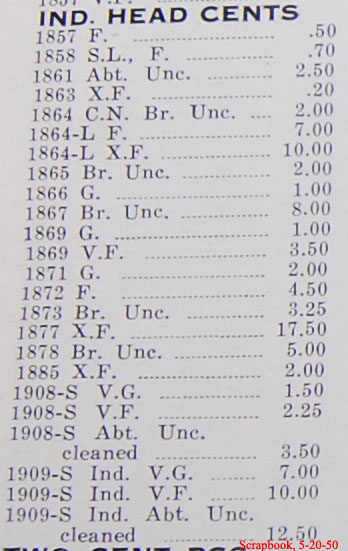 IND. HEAD CENTS
1857 F. .50
1858 S.L., F. .70
1861 Abt. Unc. 2.50
1863 X.F. .20
1864 C.N. Br. Unc. 2.00
1864-L F. 7.00
1864-L X.F. 10.00
1865 Br. Unc. 2.00
1866 G. 1.00
1867 Br. Unc. 8.00
1869 G. 1.00
1869 V.F. 3.50
1871 G. 2.00
1872 F. 4.50
1873 Br. Unc. 3.25
1877 X.F. 17.50
1878 Br. Unc. 5.00
1885 X.F. 2.00
1908-S V.G. 1.50
1908-S V.F. 2.25
1908-S Abt. Unc.
cleaned 3.50
1909-S Ind. V.G. 7.00
1909-S Ind. V.F. 10.00
1909-S Ind. Abt. Unc.
cleaned 12.50
TWO CENT
Scrapbook, 5-20-50